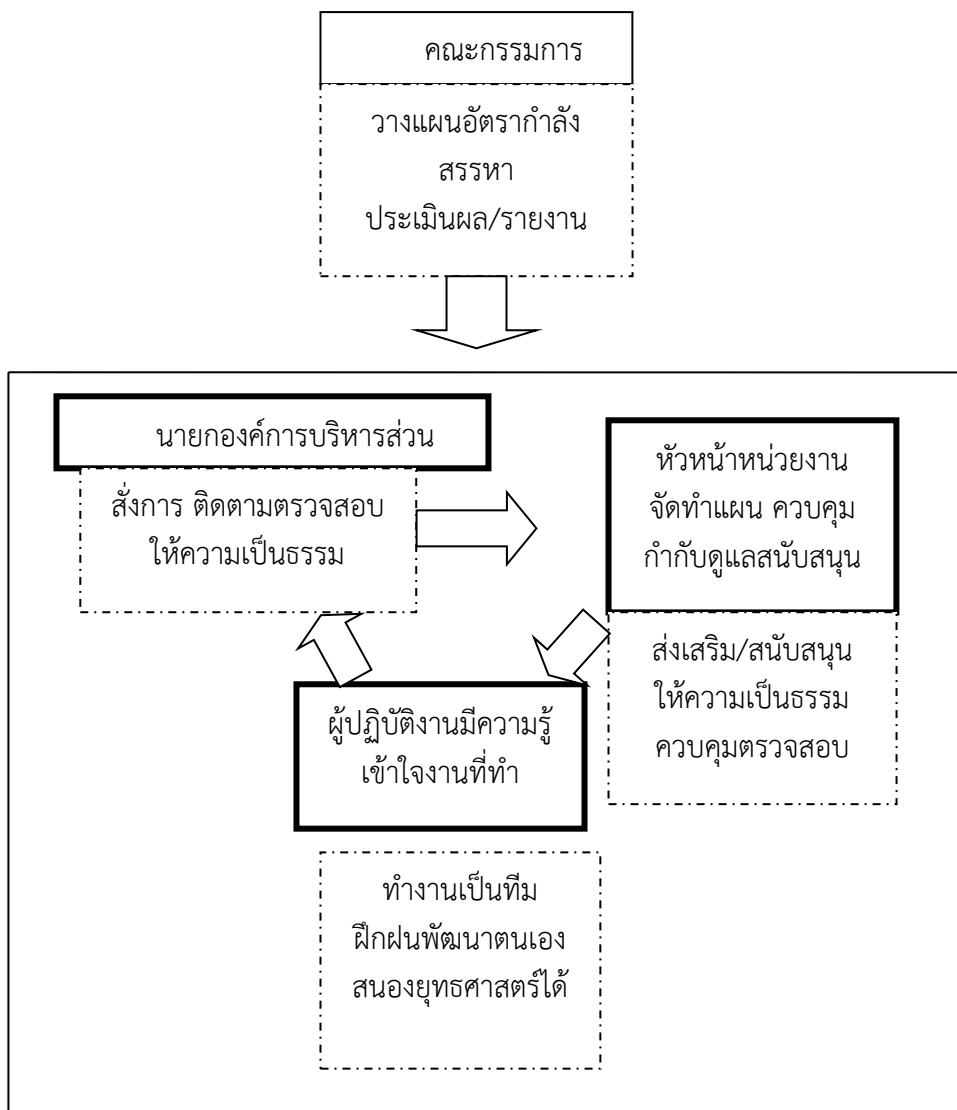 คณะกรรมการ
วางแผนอัตรากำลัง
สรรหา
ประเมินผล/รายงาน
นายกองค์การบริหารส่วน
สั่งการ ติดตามตรวจสอบ
ให้ความเป็นธรรม
หัวหน้าหน่วยงาน
จัดทำแผน ควบคุม
กำกับดูแลสนับสนุน
ส่งเสริม/สนับสนุน
ให้ความเป็นธรรม
ควบคุมตรวจสอบ
ผู้ปฏิบัติงานมีความรู้
เข้าใจงานที่ทำ
ทำงานเป็นทีม
ฝึกฝนพัฒนาตนเอง
สนองยุทธศาสตร์ได้